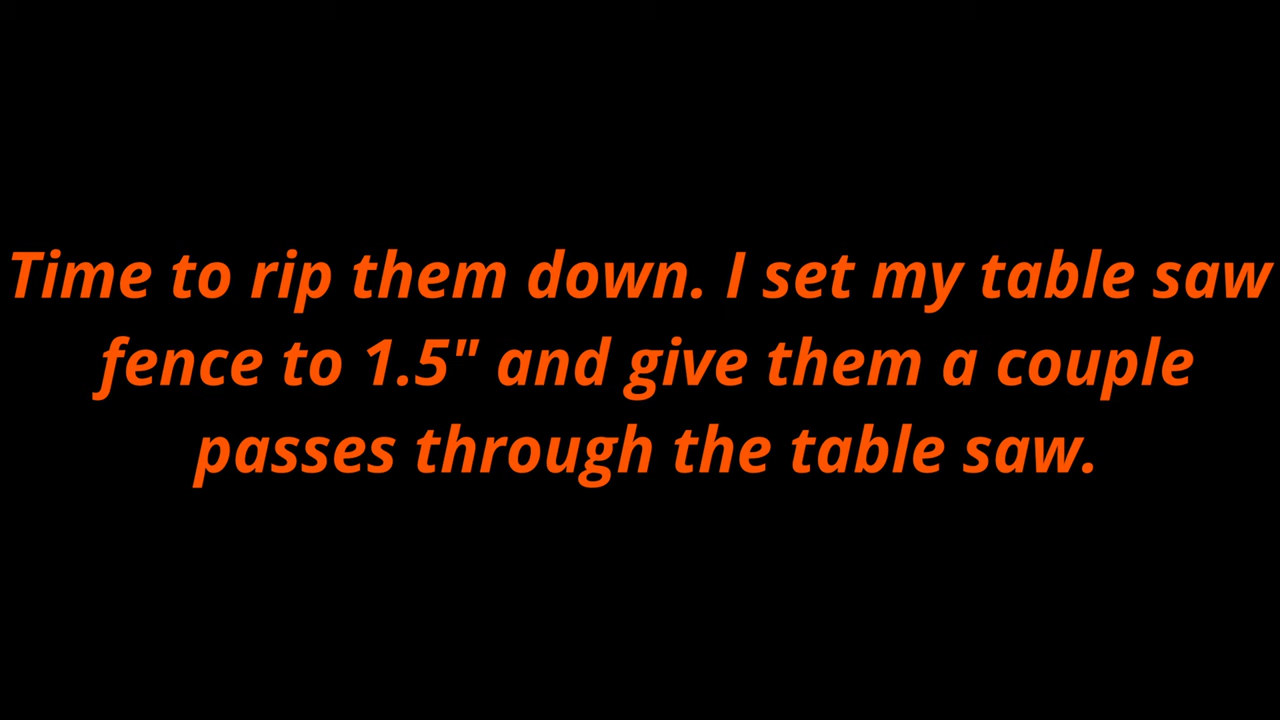 Time to rip them down. I set my table saw
fence to 1.5" and give them a couple
passes through the table saw.